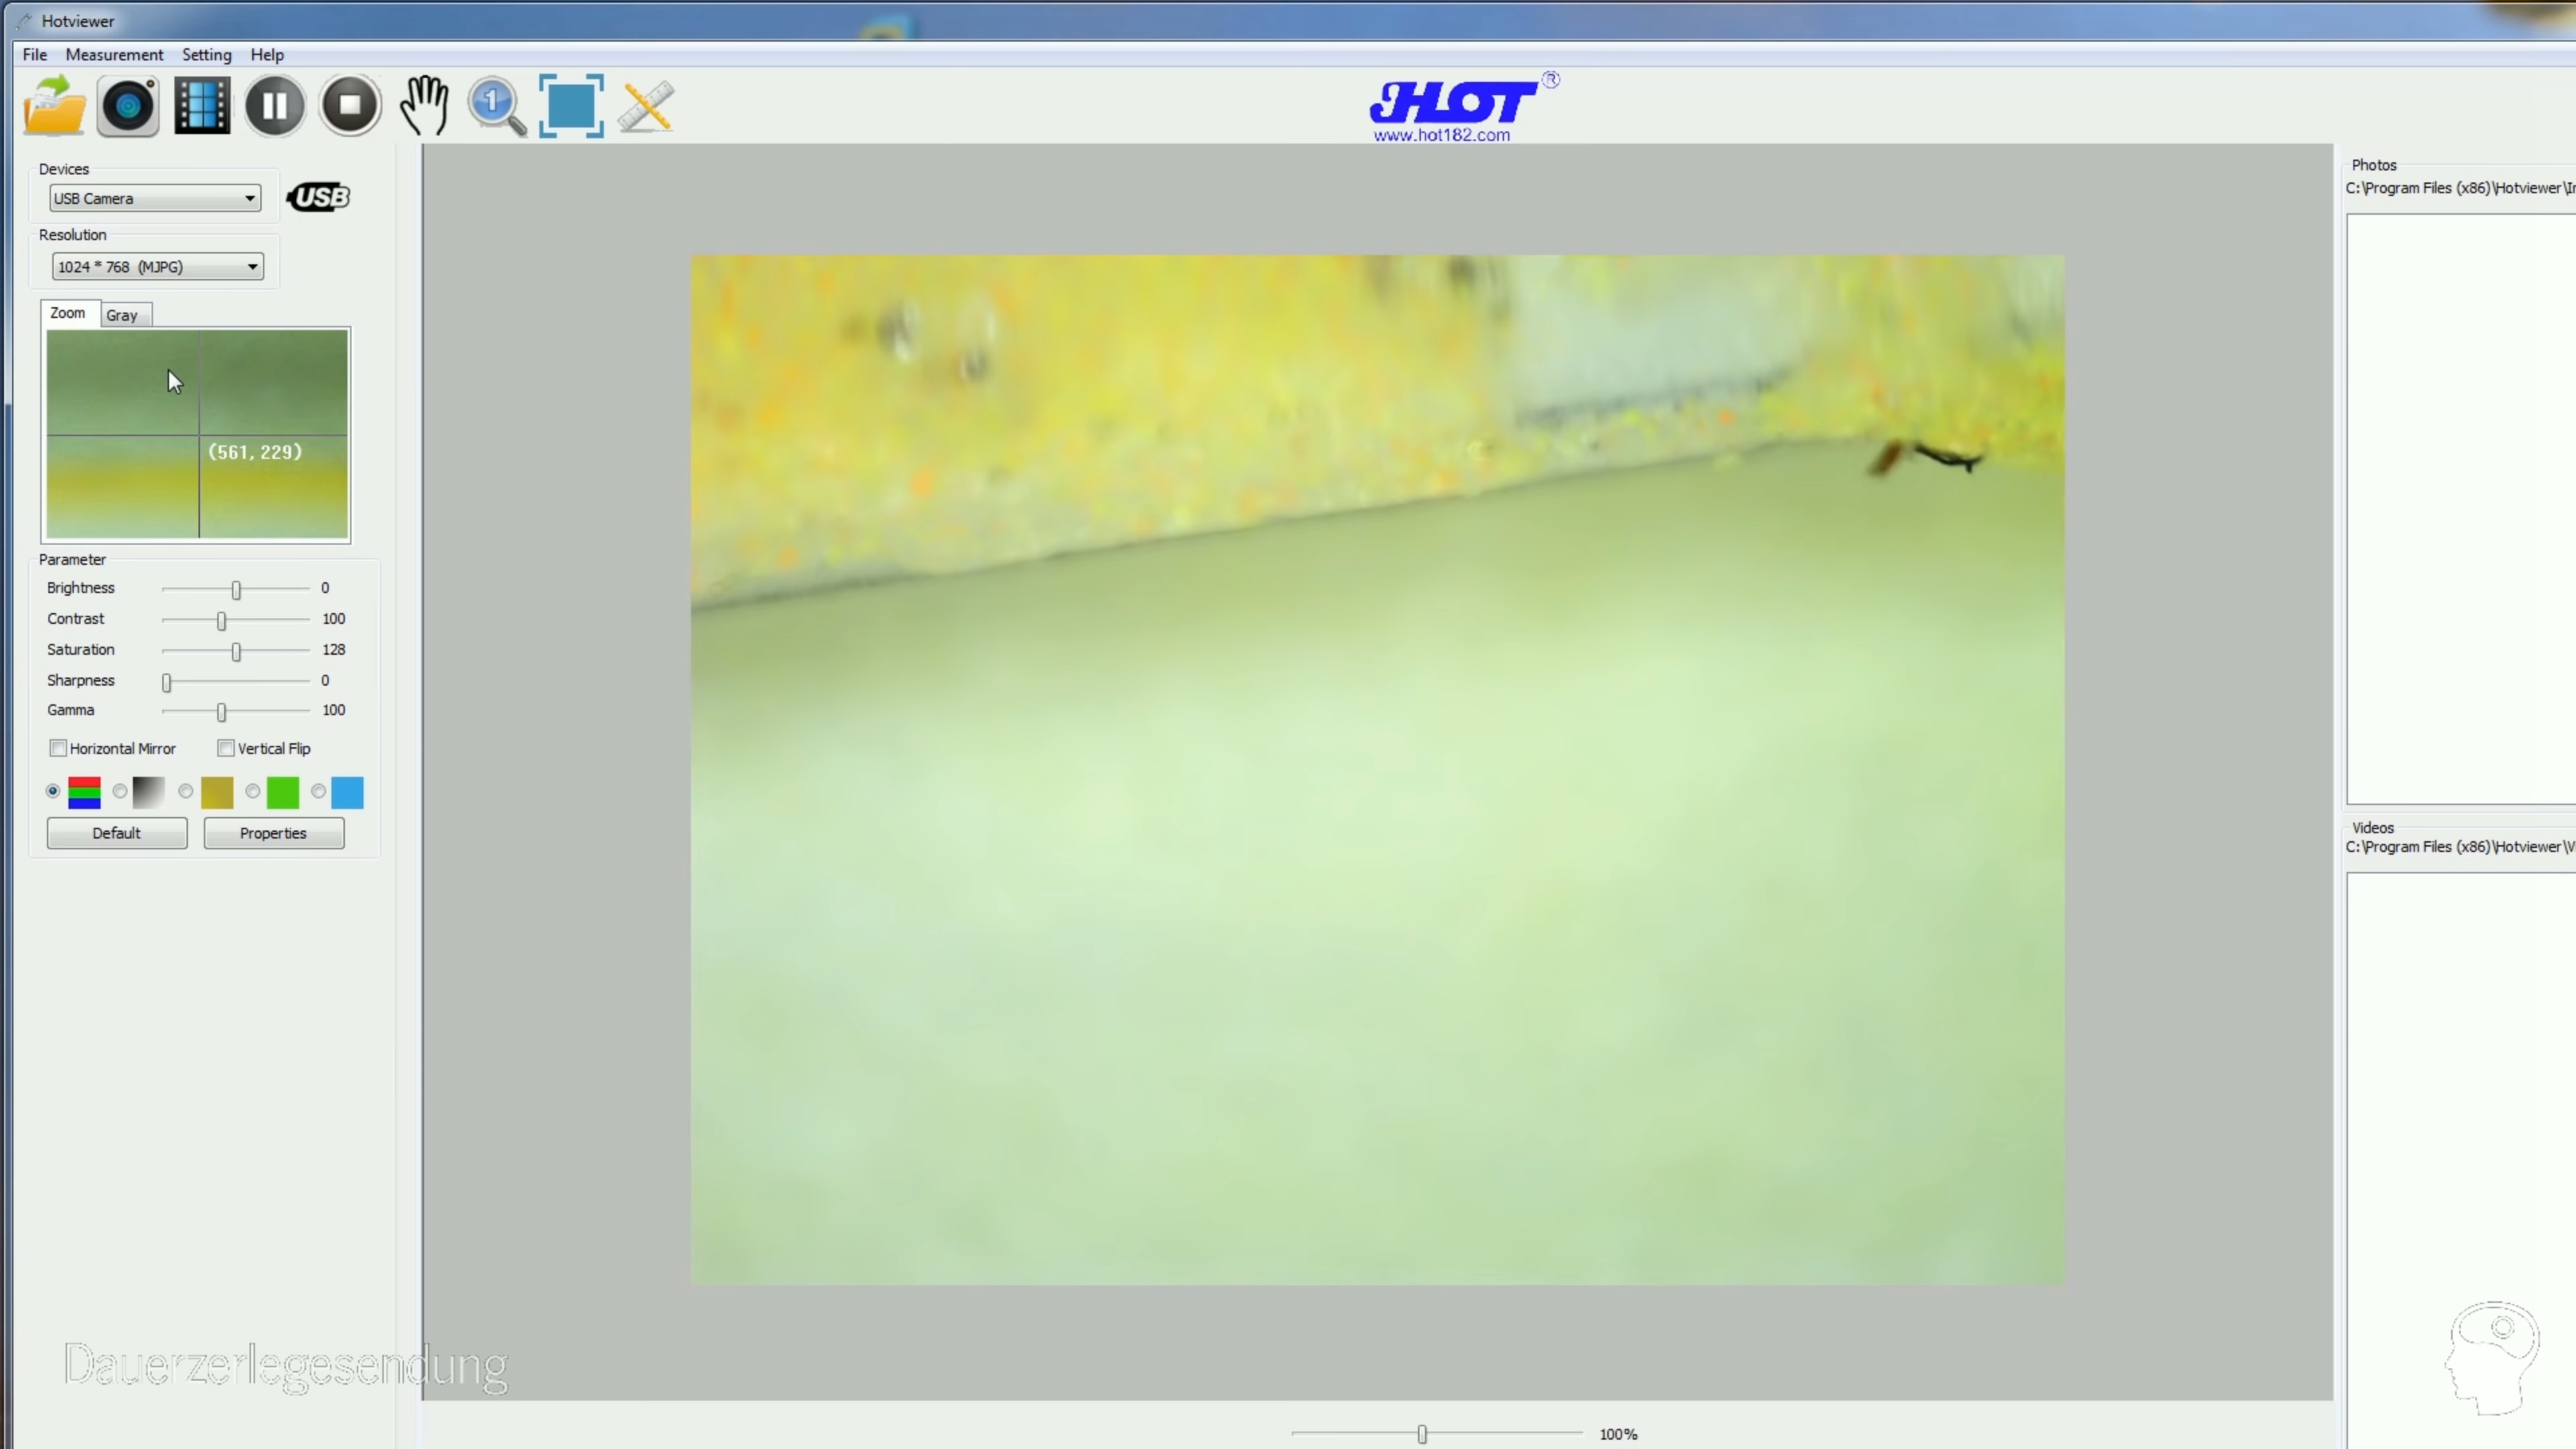 Hotviewer
File Measurement Setting Help
1
HOT ®
www.hot182.com
Devices
USB Camera
USB
Resolution
1024 * 768 (MJPG)
Zoom Gray
(561, 229)
Parameter
Brightness 0
Contrast 100
Saturation 128
Sharpness 0
Gamma 100
Horizontal Mirror Vertical Flip
Default Properties
Photos
C:\Program Files (x86)\Hotviewer\I
Videos
C:\Program Files (x86)\Hotviewer\V
Dauerzerlegesendung
100%